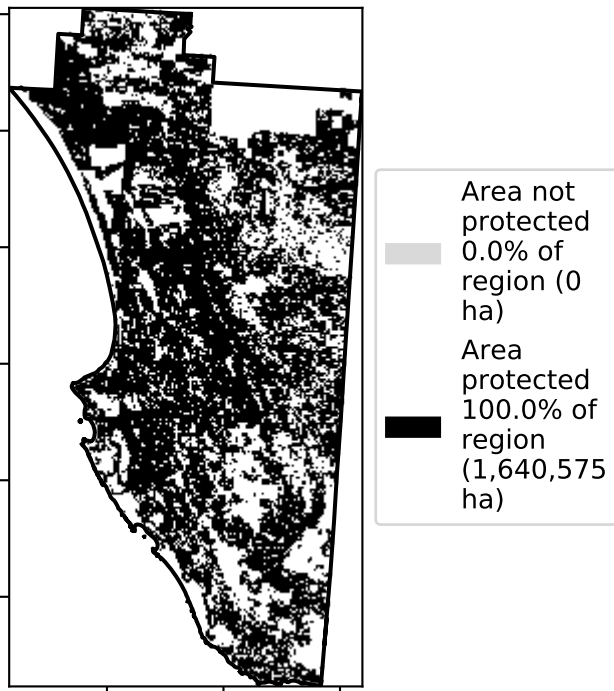 Area not
protected
0.0% of
region (0
ha)
Area
protected
100.0% of
region
(1,640,575
ha)